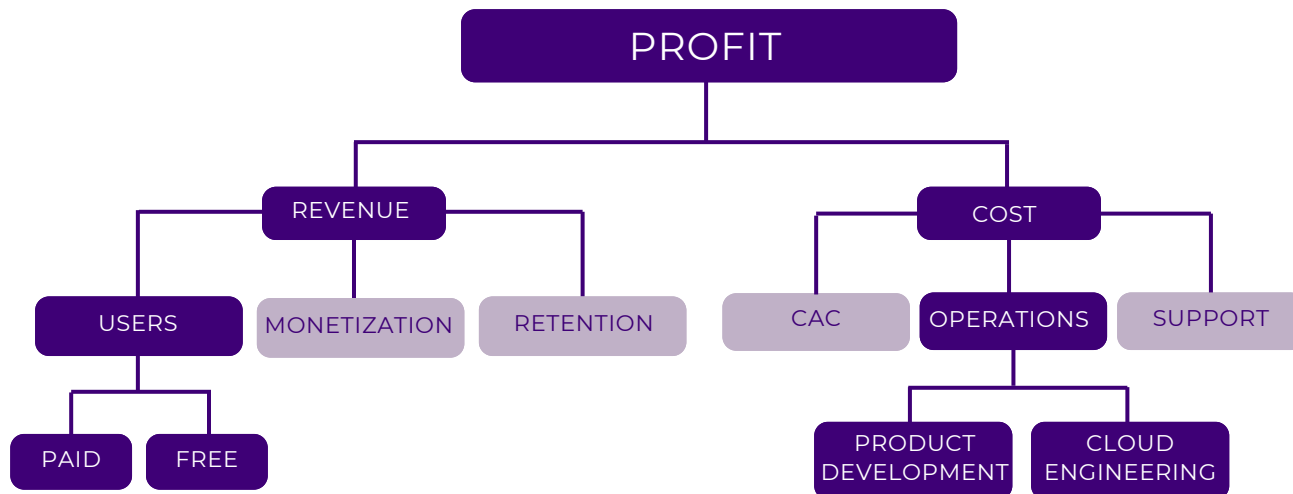 PROFIT
REVENUE
COST
USERS
MONETIZATION
RETENTION
CAC
OPERATIONS
SUPPORT
PAID
FREE
PRODUCT
DEVELOPMENT
CLOUD
ENGINEERING